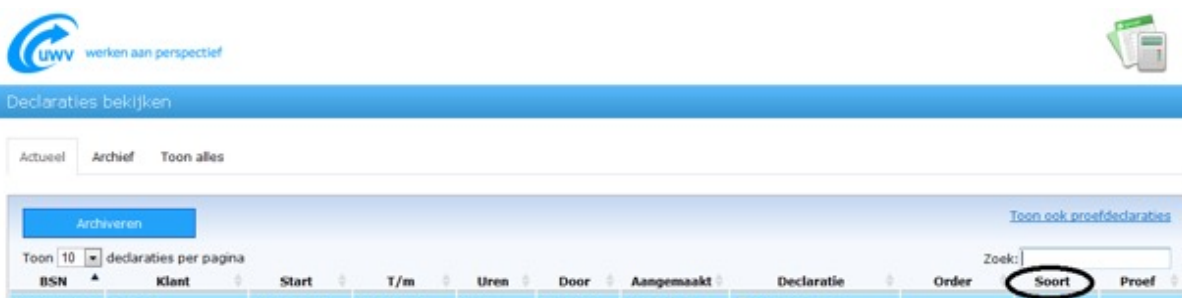 UWV werken aan perspectief
Declaraties bekijken
Actueel Archief Toon alles
Archiveren Toon ook proefdeclaraties
Toon 10 declaraties per pagina Zoek:
BSN Klant Start T/m Uren Door Aangemaakt Declaratie Order Soort Proef